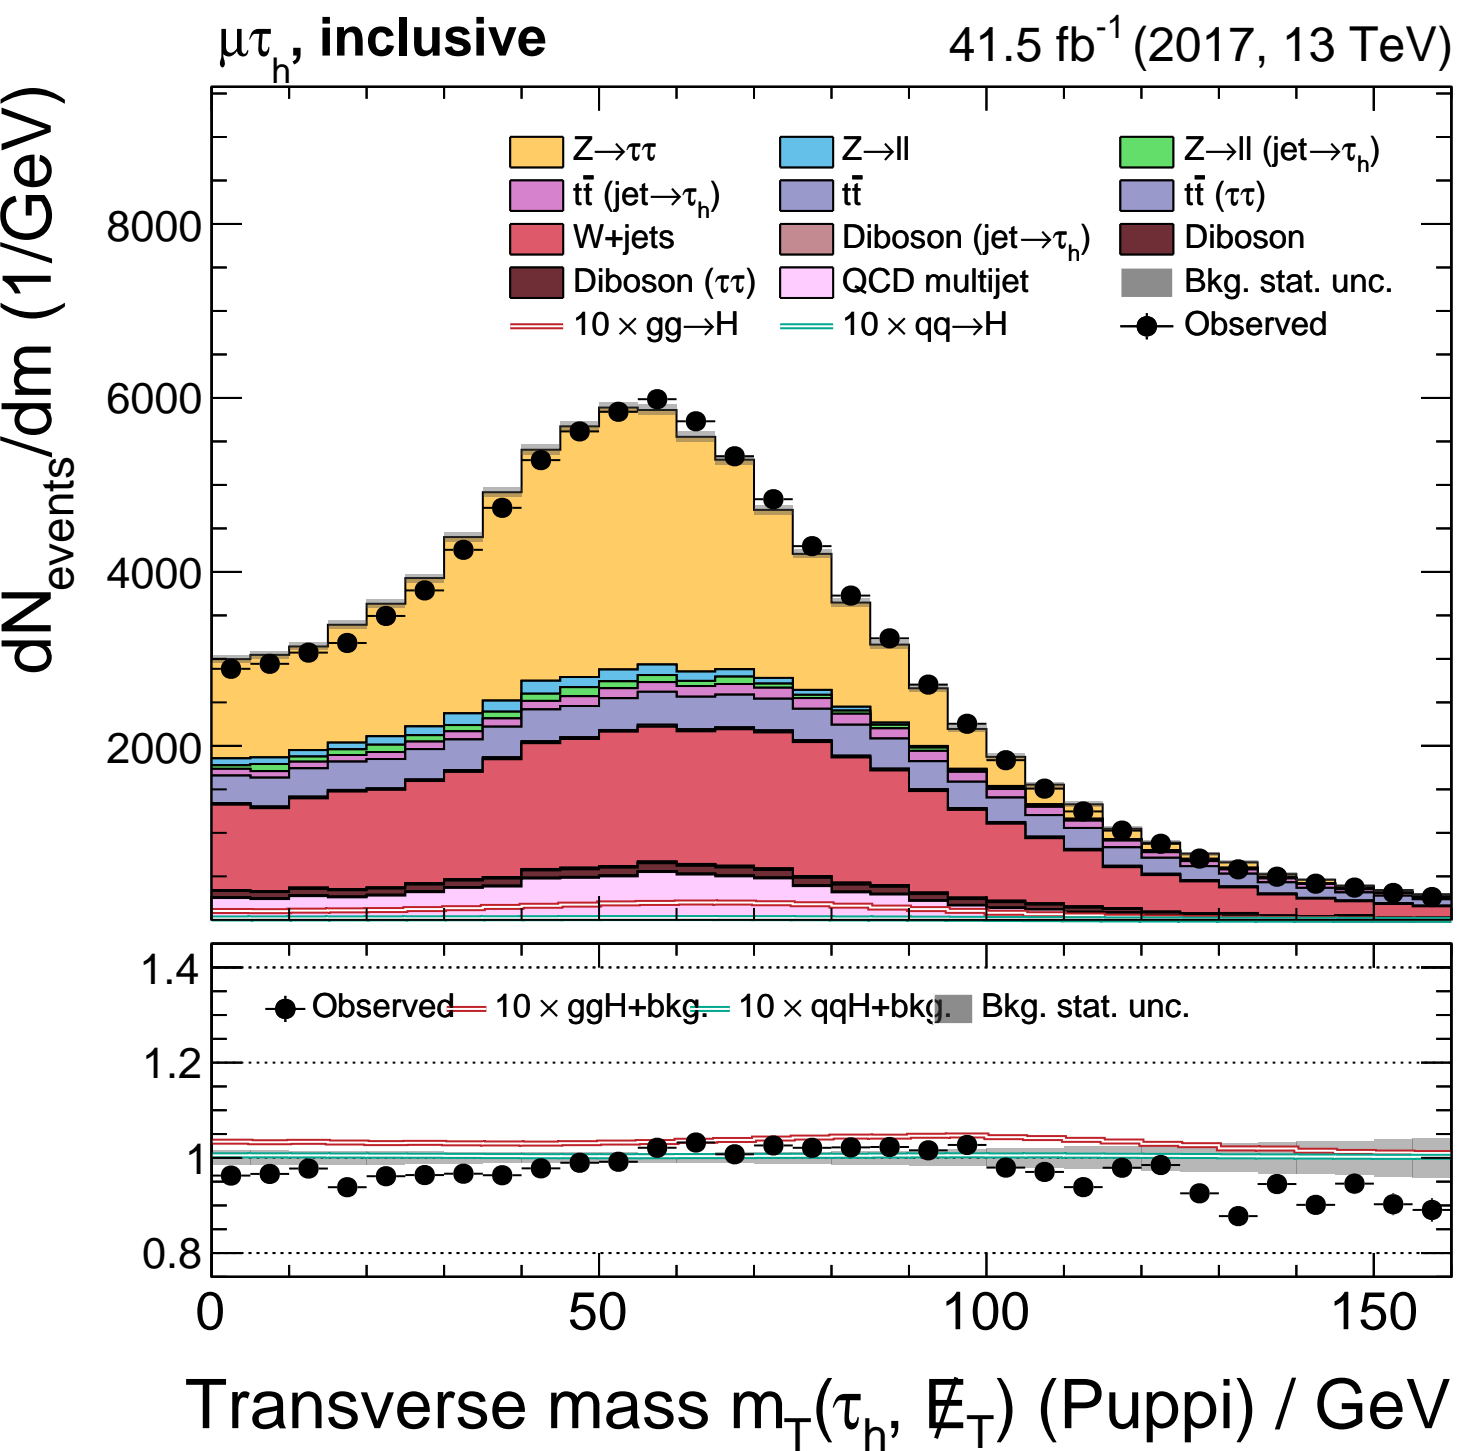 μτh, inclusive 41.5 fb-1 (2017, 13 TeV)
dNevents/dm (1/GeV)
Z→ττ Z→ll Z→ll (jet→τh)
tt̄ (jet→τh) tt̄ tt̄ (ττ)
W+jets Diboson (jet→τh) Diboson
Diboson (ττ) QCD multijet Bkg. stat. unc.
10 × gg→H 10 × qq→H Observed
8000
6000
4000
2000
1.4
Observed 10 × ggH+bkg. 10 × qqH+bkg. Bkg. stat. unc.
1.2
1
0.8
0 50 100 150
Transverse mass mT(τh, E̸T) (Puppi) / GeV